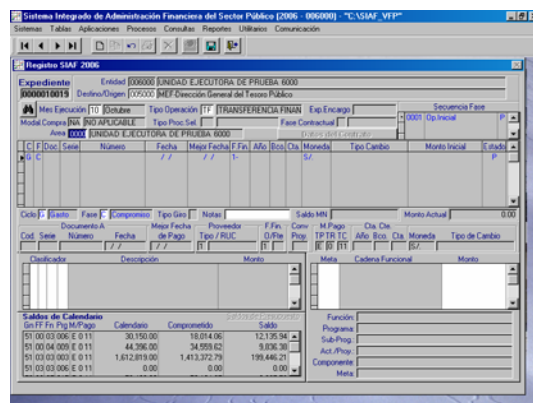 Sistema Integrado de Administración Financiera del Sector Público [2006 - 006000] - "C:\SIAF_VFP"
Sistemas Tablas Aplicaciones Procesos Consultas Reportes Utilitarios Comunicación
Registro SIAF 2006
Expediente Entidad 006000 UNIDAD EJECUTORA DE PRUEBA 6000
0000010019 Destino/Origen 005000 MEF-Dirección General del Tesoro Público
Mes Ejecución 10 Octubre Tipo Operación TF TRANSFERENCIA FINAN Exp.Encargo Secuencia Fase
Modal.Compra NA NO APLICABLE Tipo Proc.Sel. Fase Contractual 0001 Op.Inicial P
Area 0000 UNIDAD EJECUTORA DE PRUEBA 6000 Datos del Contrato
C F Doc. Serie Número Fecha Mejor Fecha F.Fin. Año Bco. Cta. Moneda Tipo Cambio Monto Inicial Estado
G C / / / / 1- S/. P
Ciclo G Gasto Fase C Compromiso Tipo Giro Notas Saldo MN Monto Actual 0.00
Documento A Mejor Fecha Proveedor F.Fin. Conv M.Pago Cta. Cte.
Cod. Serie Número Fecha de Pago Tipo / RUC O/Fte Proy TP TR TC Año Bco. Cta Moneda Tipo de Cambio
/ / / / 1 1 E 0 11 S/.
Clasificador Descripción Monto Meta Cadena Funcional Monto
Saldos de Calendario
Gn FF Fn Prg M/Pago Calendario Comprometido Saldo
51 00 03 006 E 011 30,150.00 18,014.06 12,135.94
51 00 04 009 E 011 44,396.00 34,559.62 9,836.38
51 03 03 003 E 011 1,612,819.00 1,413,372.79 199,446.21
51 03 03 006 E 011 0.00 0.00 0.00
Función:
Programa:
Sub-Prog.:
Act./Proy.:
Componente:
Meta: